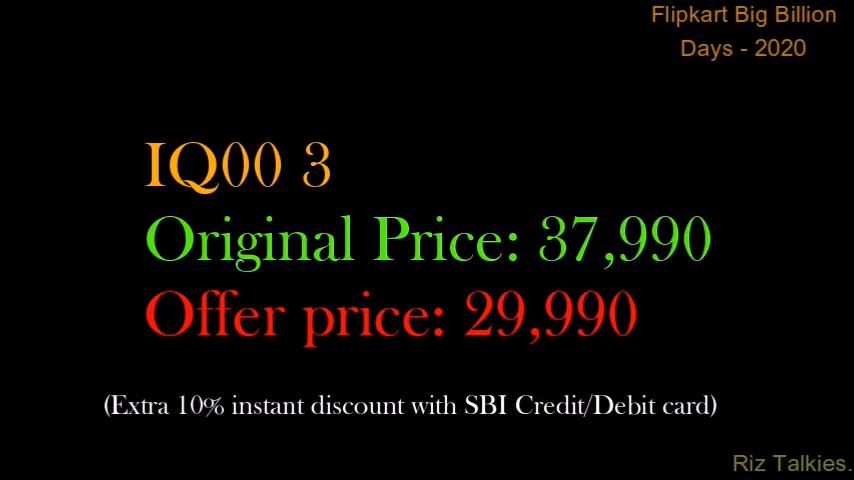 Flipkart Big Billion
Days - 2020
IQ00 3
Original Price: 37,990
Offer price: 29,990
(Extra 10% instant discount with SBI Credit/Debit card)
Riz Talkies.